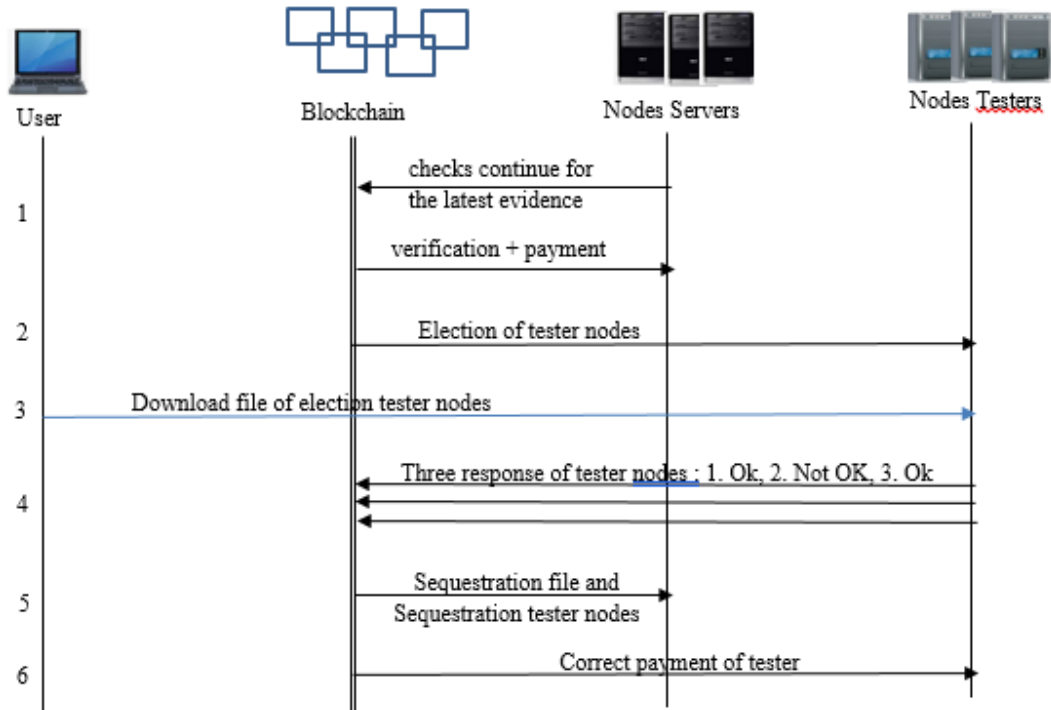 User
Blockchain
Nodes Servers
Nodes Testers
1
checks continue for
the latest evidence
verification + payment
2
Election of tester nodes
3
Download file of election tester nodes
4
Three response of tester nodes : 1. Ok, 2. Not OK, 3. Ok
5
Sequestration file and
Sequestration tester nodes
6
Correct payment of tester